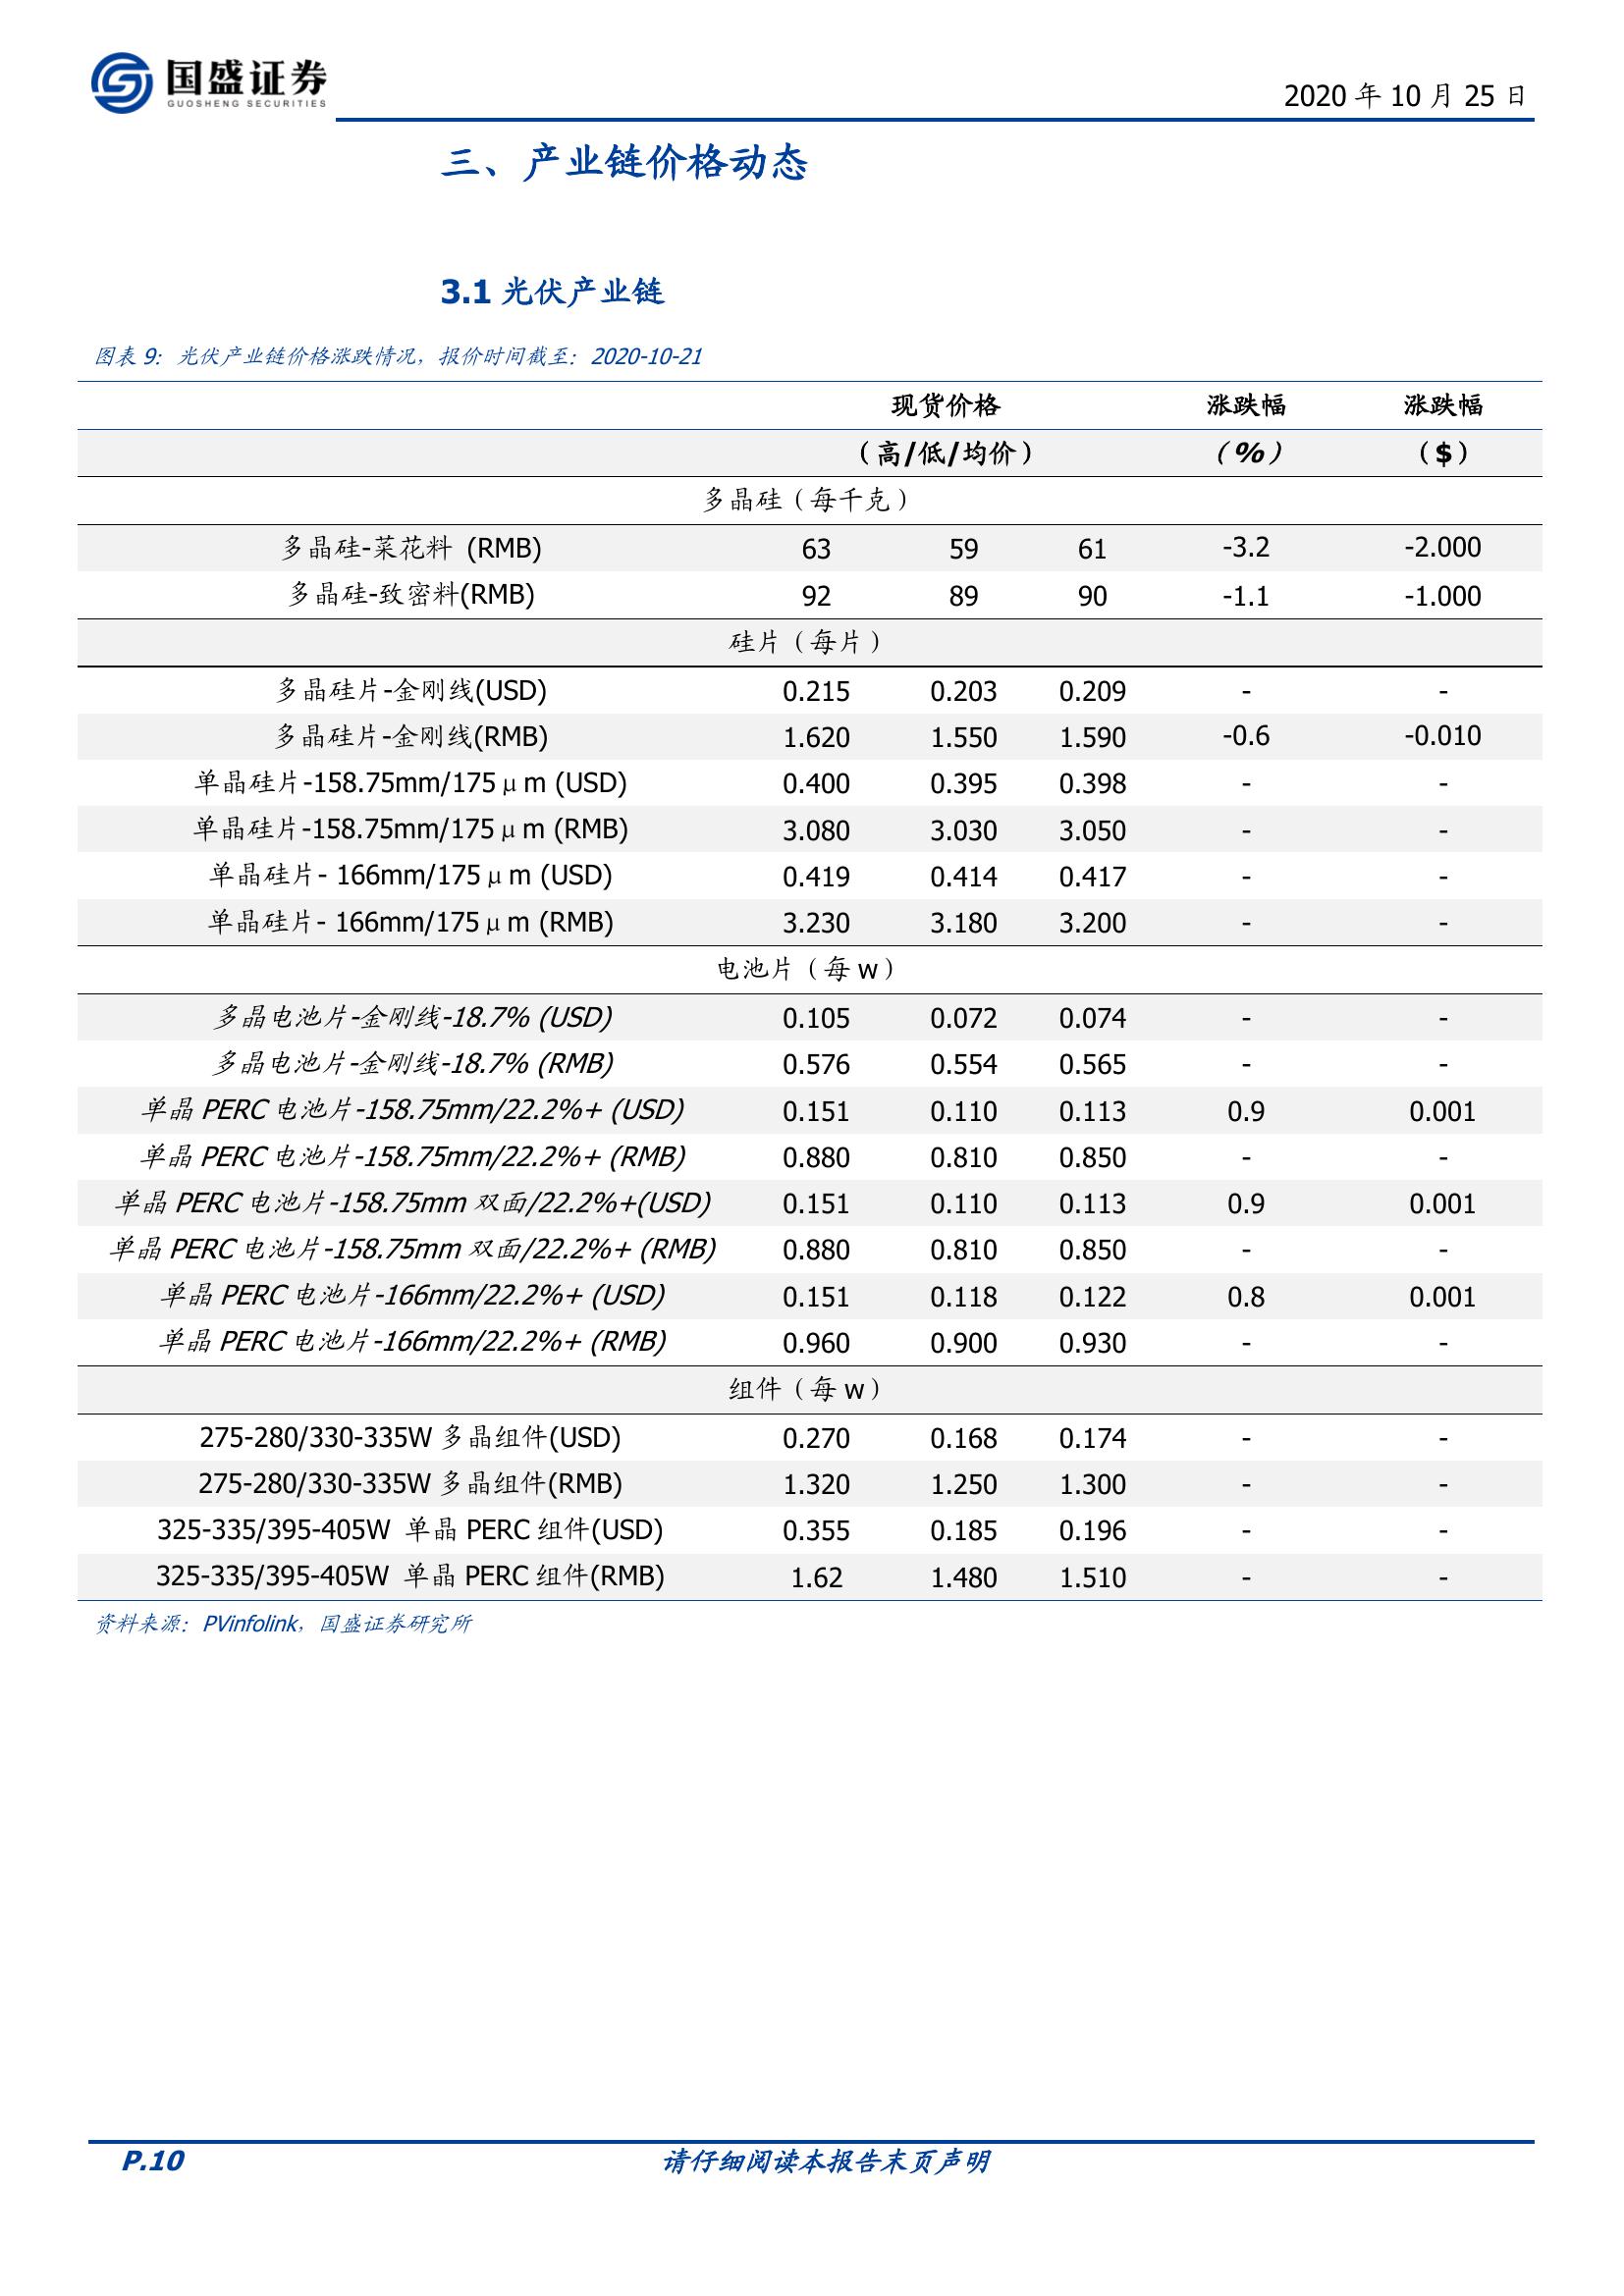 国盛证券
GUOSHENG SECURITIES
2020 年 10 月 25 日
三、产业链价格动态
3.1 光伏产业链
图表 9：光伏产业链价格涨跌情况，报价时间截至：2020-10-21
现货价格 涨跌幅 涨跌幅
（高/低/均价） （%） （$）
多晶硅（每千克）
多晶硅-菜花料 (RMB) 63 59 61 -3.2 -2.000
多晶硅-致密料(RMB) 92 89 90 -1.1 -1.000
硅片（每片）
多晶硅片-金刚线(USD) 0.215 0.203 0.209 - -
多晶硅片-金刚线(RMB) 1.620 1.550 1.590 -0.6 -0.010
单晶硅片-158.75mm/175μm (USD) 0.400 0.395 0.398 - -
单晶硅片-158.75mm/175μm (RMB) 3.080 3.030 3.050 - -
单晶硅片- 166mm/175μm (USD) 0.419 0.414 0.417 - -
单晶硅片- 166mm/175μm (RMB) 3.230 3.180 3.200 - -
电池片（每 w）
多晶电池片-金刚线-18.7% (USD) 0.105 0.072 0.074 - -
多晶电池片-金刚线-18.7% (RMB) 0.576 0.554 0.565 - -
单晶 PERC 电池片-158.75mm/22.2%+ (USD) 0.151 0.110 0.113 0.9 0.001
单晶 PERC 电池片-158.75mm/22.2%+ (RMB) 0.880 0.810 0.850 - -
单晶 PERC 电池片-158.75mm 双面/22.2%+(USD) 0.151 0.110 0.113 0.9 0.001
单晶 PERC 电池片-158.75mm 双面/22.2%+ (RMB) 0.880 0.810 0.850 - -
单晶 PERC 电池片-166mm/22.2%+ (USD) 0.151 0.118 0.122 0.8 0.001
单晶 PERC 电池片-166mm/22.2%+ (RMB) 0.960 0.900 0.930 - -
组件（每 w）
275-280/330-335W 多晶组件(USD) 0.270 0.168 0.174 - -
275-280/330-335W 多晶组件(RMB) 1.320 1.250 1.300 - -
325-335/395-405W 单晶 PERC 组件(USD) 0.355 0.185 0.196 - -
325-335/395-405W 单晶 PERC 组件(RMB) 1.62 1.480 1.510 - -
资料来源：PVinfolink，国盛证券研究所
P.10 请仔细阅读本报告末页声明